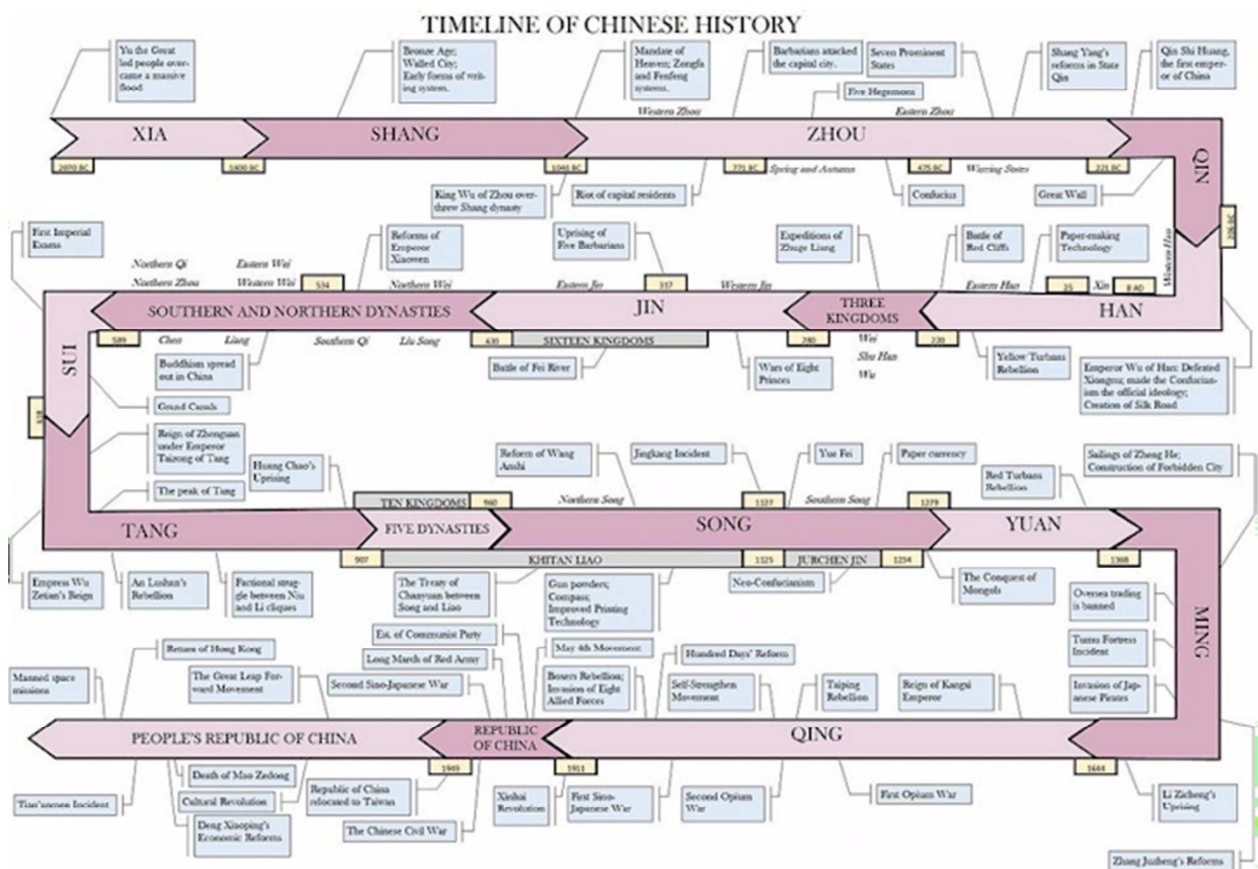 TIMELINE OF CHINESE HISTORY
Yu the Great
led people over-
came a massive
flood
Bronze Age;
Walled City;
Early forms of writ-
ing system.
Mandate of
Heaven; Zongfa
and Fenfeng
systems.
Barbarians attacked
the capital city.
Seven Prominent
States
Five Hegemons
Shang Yang's
reforms in State
Qin
Qin Shi Huang,
the first emper-
or of China
Western Zhou
Eastern Zhou
XIA
SHANG
ZHOU
QIN
2070 BC
1600 BC
1046 BC
771 BC
Spring and Autumn
475 BC
Warring States
221 BC
King Wu of Zhou over-
threw Shang dynasty
Riot of capital residents
Confucius
Great Wall
206 BC
First Imperial
Exams
Reforms of
Emperor
Xiaowen
Uprising of
Five Barbarians
Expeditions of
Zhuge Liang
Battle of
Red Cliffs
Paper-making
Technology
Western Han
Northern Qi
Eastern Wei
Northern Zhou
Western Wei
534
Northern Wei
Eastern Jin
317
Western Jin
Eastern Han
25
Xin
8 AD
SOUTHERN AND NORTHERN DYNASTIES
JIN
THREE
KINGDOMS
HAN
589
Chen
Liang
Southern Qi
Liu Song
420
SIXTEEN KINGDOMS
280
Wei
Shu Han
Wu
220
SUI
Buddhism spread
out in China
Battle of Fei River
Wars of Eight
Princes
Yellow Turbans
Rebellion
Emperor Wu of Han: Defeated
Xiongnu; made the Confucian-
ism the official ideology;
Creation of Silk Road
Grand Canals
618
Reign of Zhenguan
under Emperor
Taizong of Tang
The peak of Tang
Huang Chao's
Uprising
Reform of Wang
Anshi
Jingkang Incident
Yue Fei
Paper currency
Red Turbans
Rebellion
Sailings of Zheng He;
Construction of Forbidden City
TEN KINGDOMS
960
Northern Song
1127
Southern Song
1279
TANG
FIVE DYNASTIES
SONG
YUAN
907
KHITAN LIAO
1125
JURCHEN JIN
1234
1368
Empress Wu
Zetian's Reign
An Lushan's
Rebellion
Factional strug-
gle between Niu
and Li cliques
The Treaty of
Chanyuan between
Song and Liao
Gun powders;
Compass;
Improved Printing
Technology
Neo-Confucianism
The Conquest of
Mongols
Oversea trading
is banned
Tumu Fortress
Incident
Invasion of Jap-
anese Pirates
MING
Return of Hong Kong
Est. of Communist Party
May 4th Movement
Hundred Days' Reform
Manned space
missions
The Great Leap For-
ward Movement
Long March of Red Army
Second Sino-Japanese War
Boxers Rebellion;
Invasion of Eight
Allied Forces
Self-Strengthen
Movement
Taiping
Rebellion
Reign of Kangxi
Emperor
PEOPLE'S REPUBLIC OF CHINA
REPUBLIC
OF CHINA
QING
1949
1911
1644
Tian'anmen Incident
Death of Mao Zedong
Cultural Revolution
Deng Xiaoping's
Economic Reforms
Republic of China
relocated to Taiwan
The Chinese Civil War
Xinhai
Revolution
First Sino-
Japanese War
Second Opium
War
First Opium War
Li Zicheng's
Uprising
Zhang Juzheng's Reforms